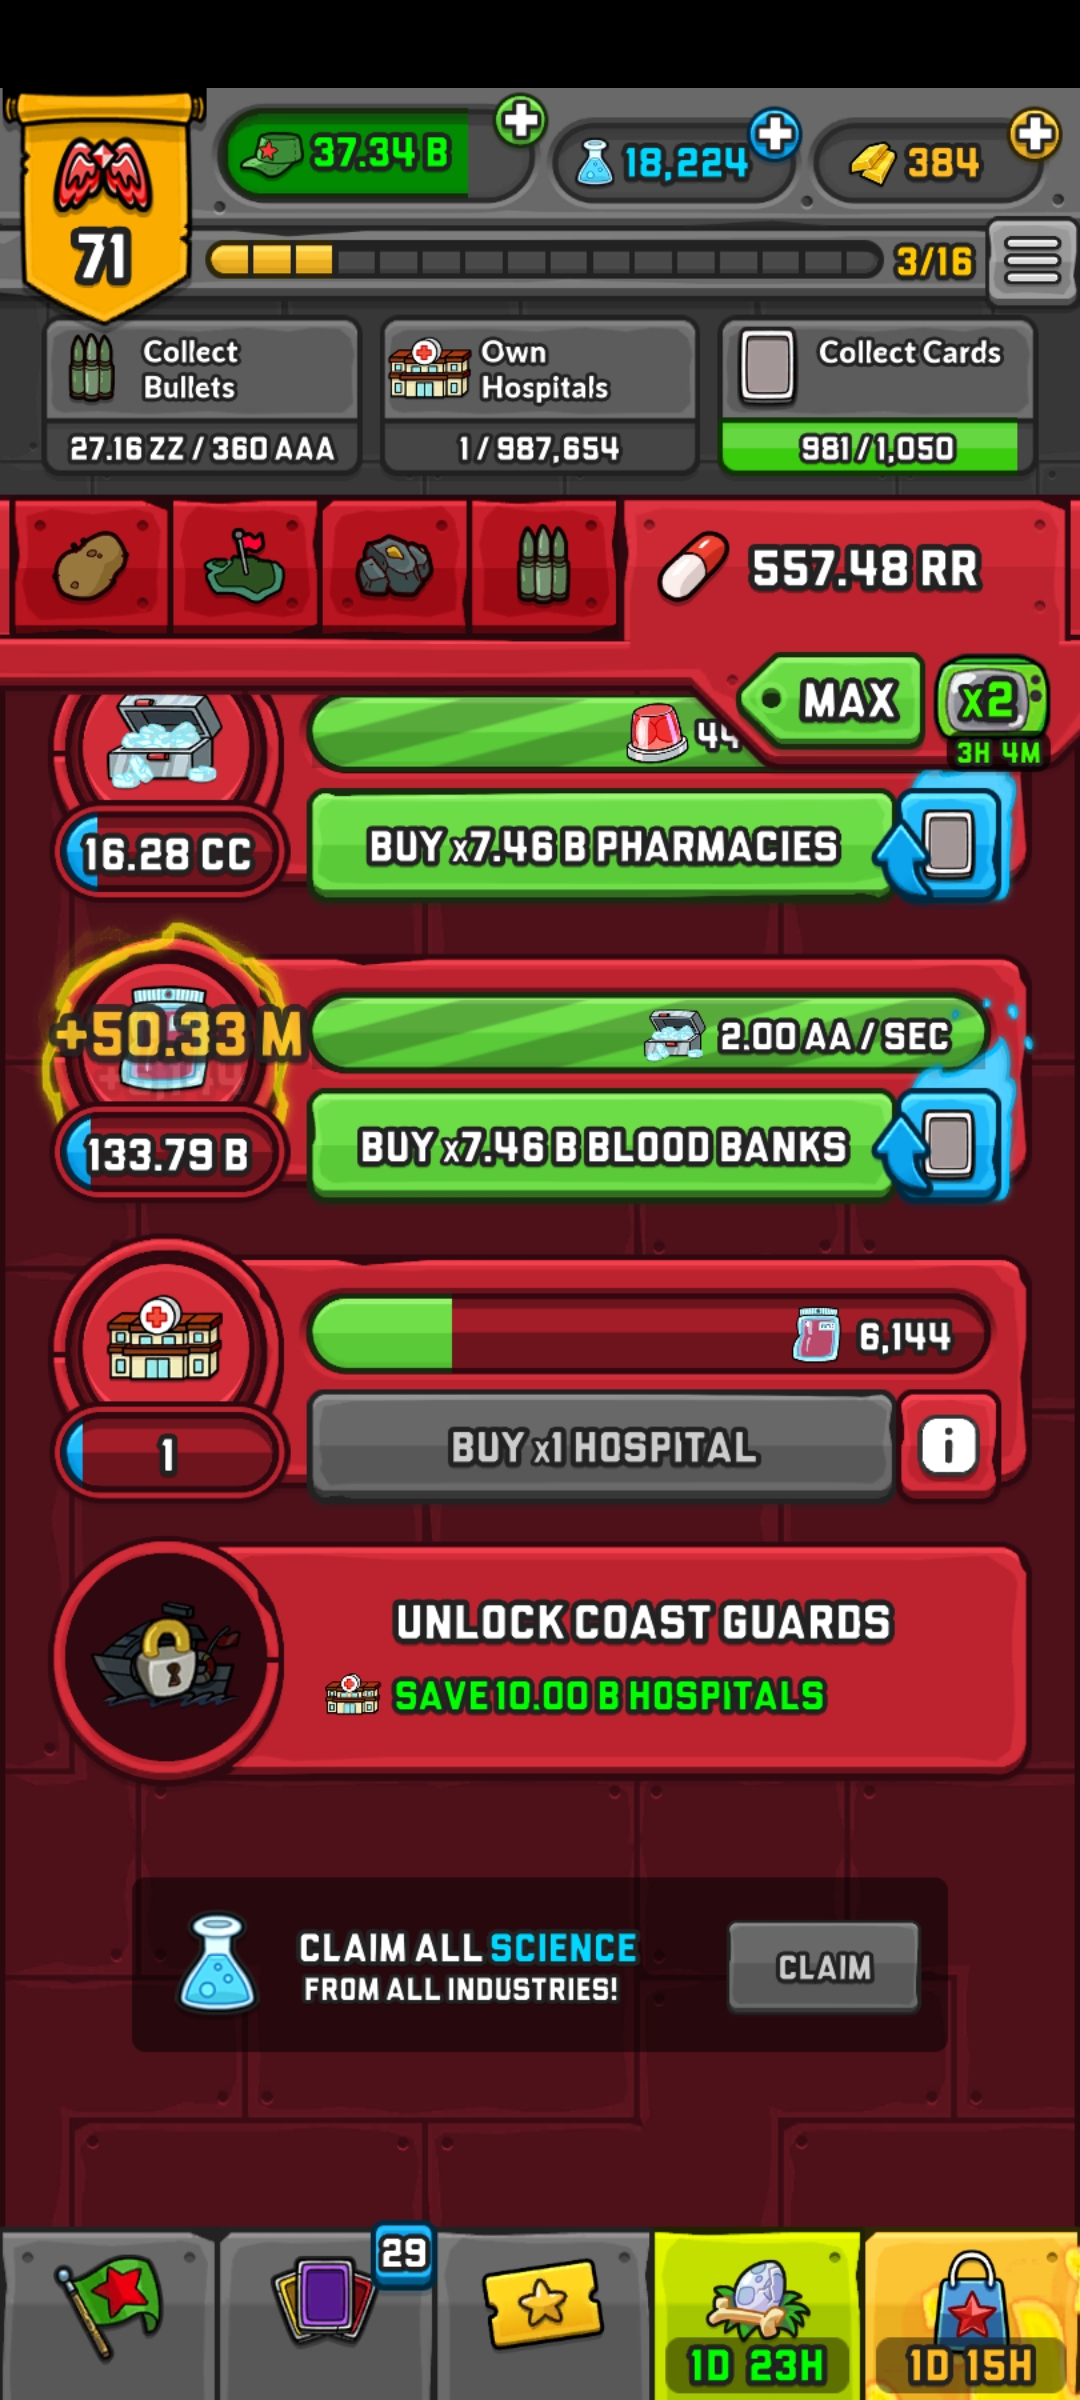 37.34 B
18,224
384
71
3/16
Collect
Bullets
27.16 ZZ / 360 AAA
Own
Hospitals
1 / 987,654
Collect Cards
981 / 1,050
557.48 RR
MAX
x2
3H 4M
44
16.28 CC
BUY x7.46 B PHARMACIES
+50.33 M
2.00 AA / SEC
133.79 B
BUY x7.46 B BLOOD BANKS
6,144
1
BUY x1 HOSPITAL
i
UNLOCK COAST GUARDS
SAVE 10.00 B HOSPITALS
CLAIM ALL SCIENCE
FROM ALL INDUSTRIES!
CLAIM
29
1D 23H
1D 15H